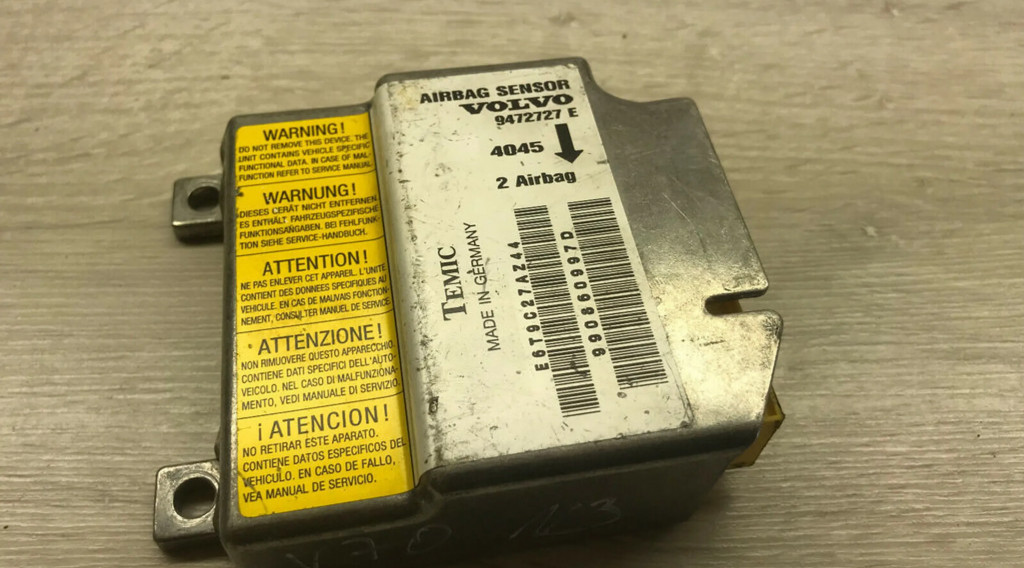 WARNING!
DO NOT REMOVE THIS DEVICE. THE
UNIT CONTAINS VEHICLE SPECIFIC
FUNCTIONAL DATA. IN CASE OF MAL-
FUNCTION REFER TO SERVICE MANUAL.
WARNUNG!
DIESES GERÄT NICHT ENTFERNEN
ES ENTHÄLT FAHRZEUGSPEZIFISCHE
FUNKTIONSANGABEN. BEI FEHLFUNK-
TION SIEHE SERVICE-HANDBUCH.
ATTENTION!
NE PAS ENLEVER CET APPAREIL. L'UNITE
CONTIENT DES DONNEES SPECIFIQUES AU
VEHICULE. EN CAS DE MALVAIS FONCTION-
NEMENT, CONSULTER MANUEL DE SERVICE
ATTENZIONE!
NON RIMUOVERE QUESTO APPARECCHIO
CONTIENE DATI SPECIFICI DELL'AUTO-
VEICOLO. NEL CASO DI MALFUNZIONA-
MENTO, VEDI MANUALE DI SERVIZIO.
¡ATENCION!
NO RETIRAR ESTE APARATO.
CONTIENE DATOS ESPECIFICOS DEL
VEHICULO. EN CASO DE FALLO,
VEA MANUAL DE SERVICIO.
AIRBAG SENSOR
VOLVO
9472727 E
4045
2 Airbag
TEMIC
MADE IN GERMANY
E6T9C27AZ44
990860997D
V70